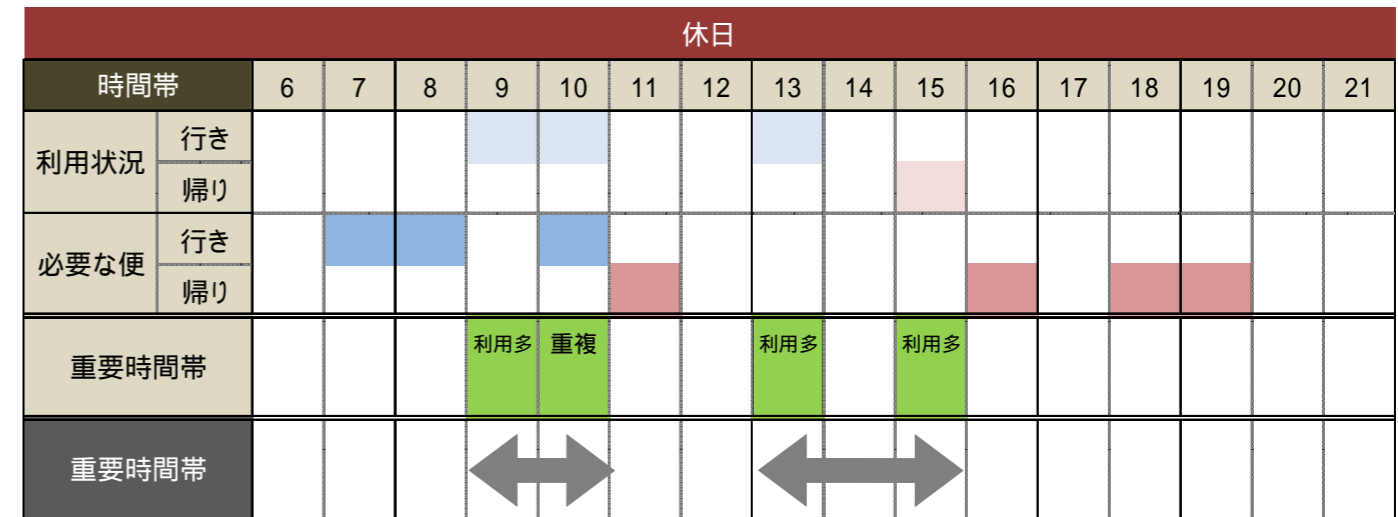 休日
時間帯 6 7 8 9 10 11 12 13 14 15 16 17 18 19 20 21
利用状況 行き
帰り
必要な便 行き
帰り
重要時間帯 利用多 重複 利用多 利用多
重要時間帯